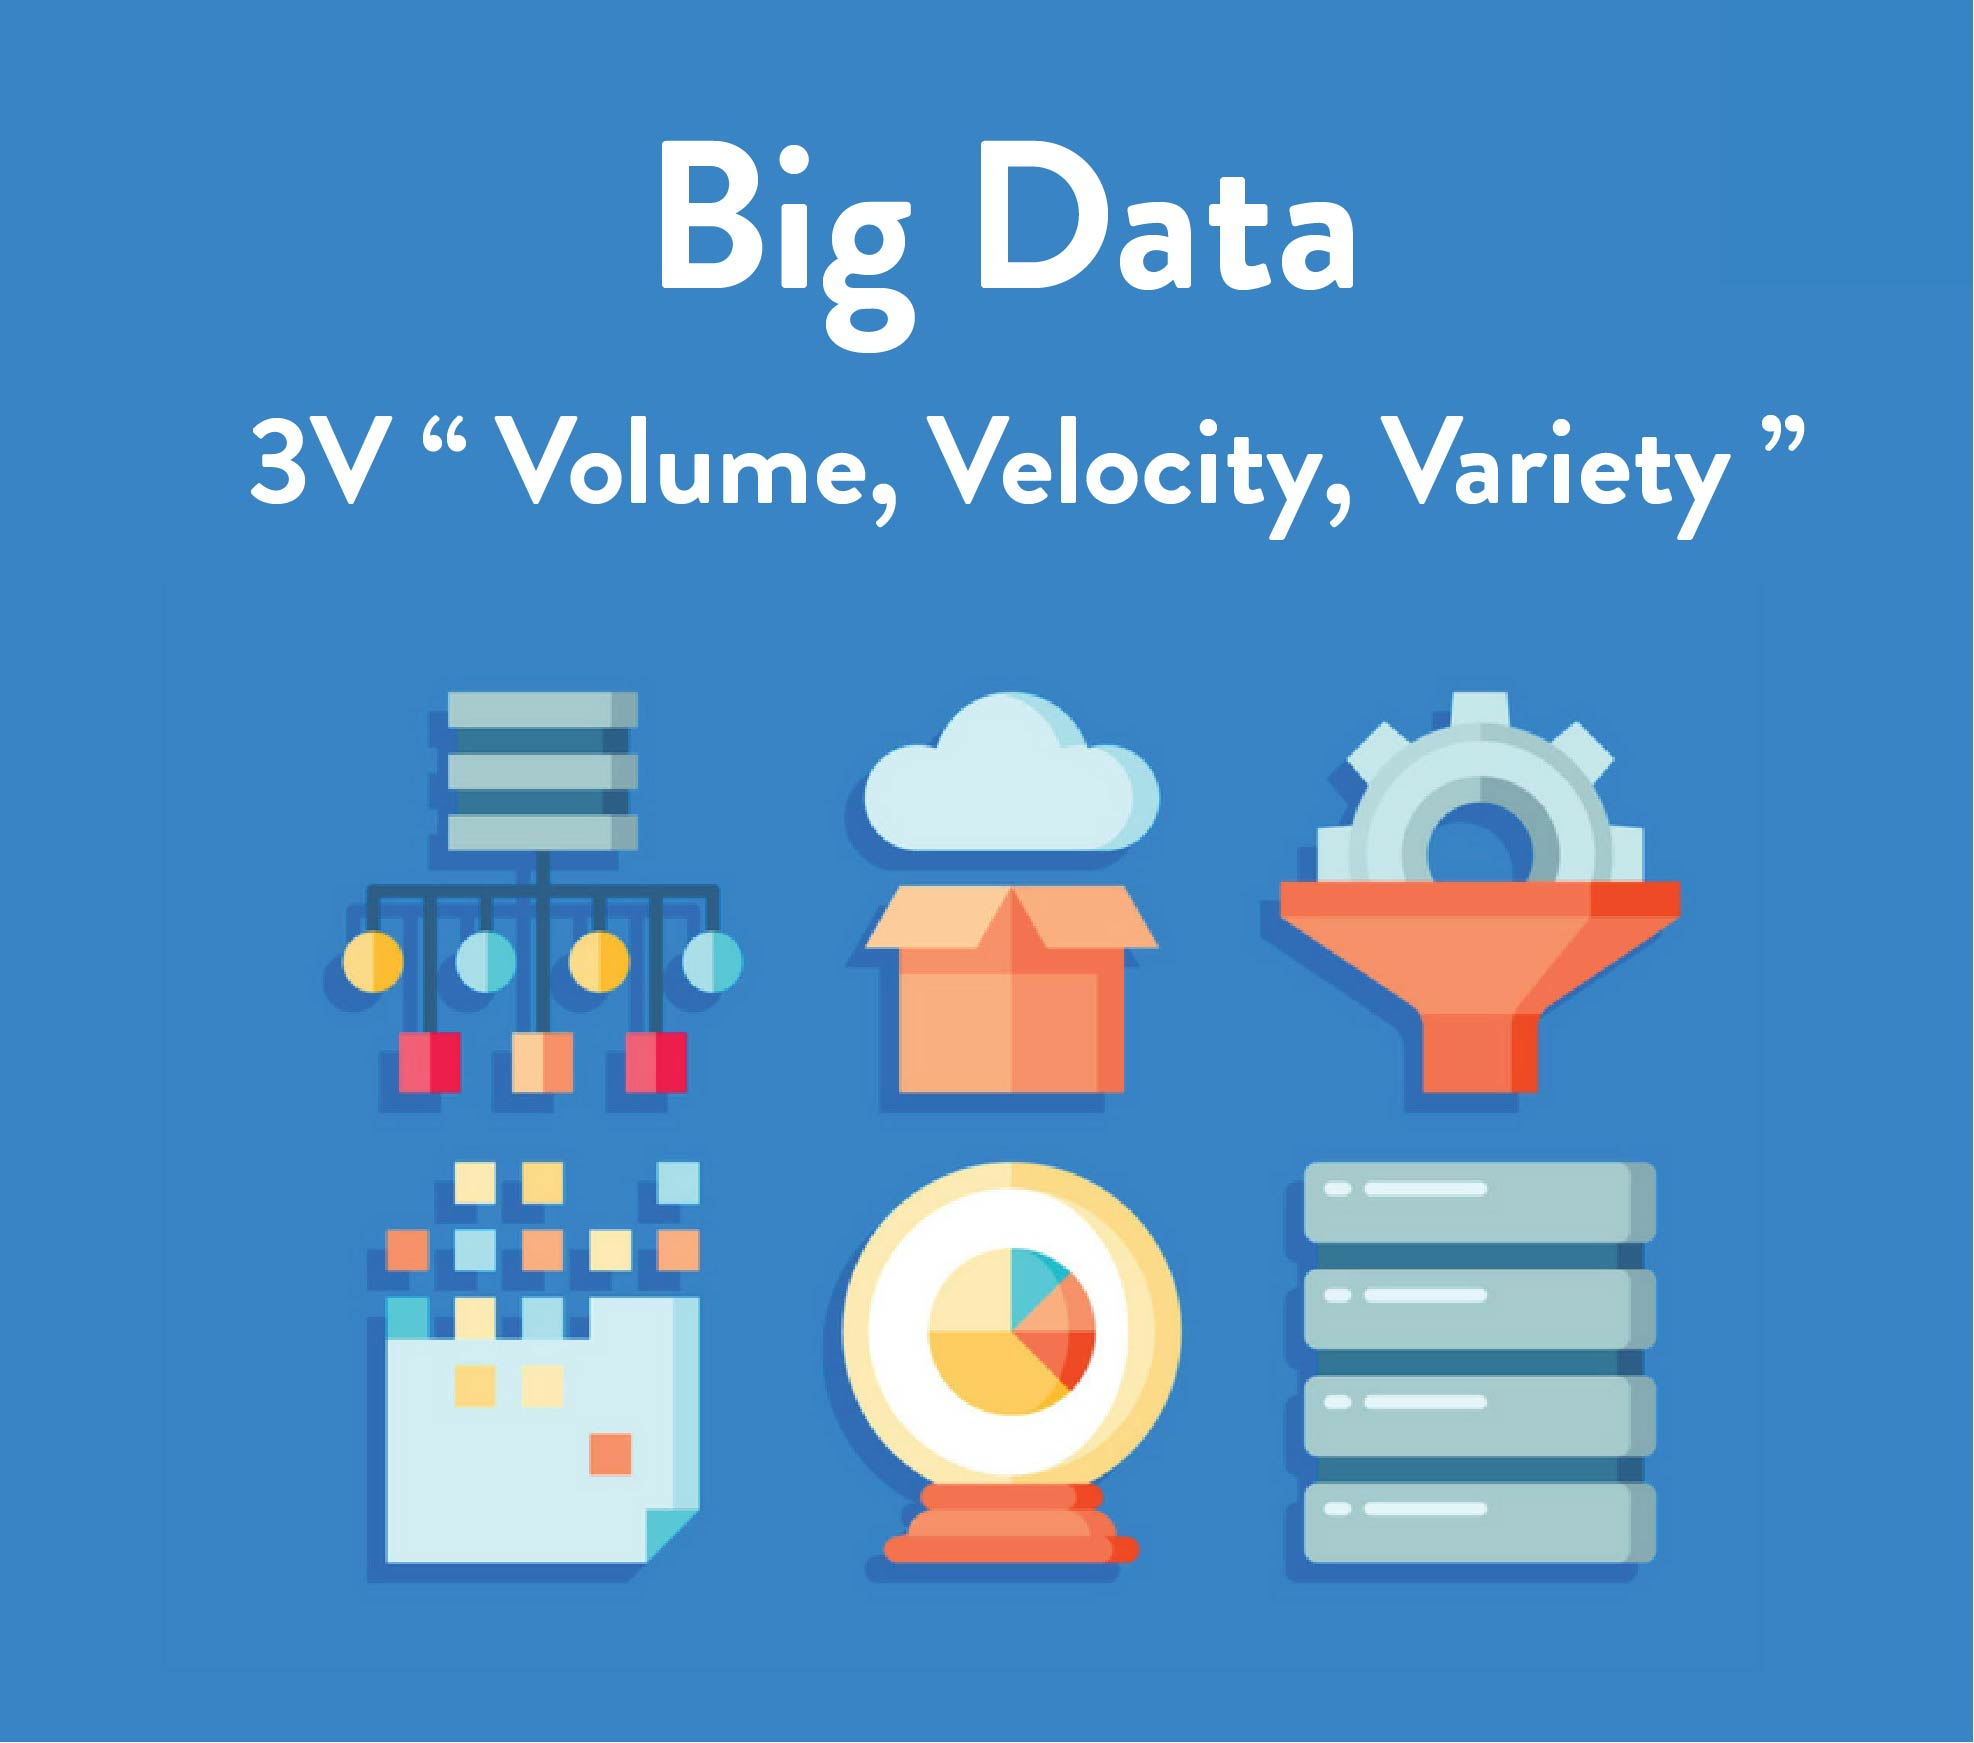 Big Data
3V “ Volume, Velocity, Variety ”